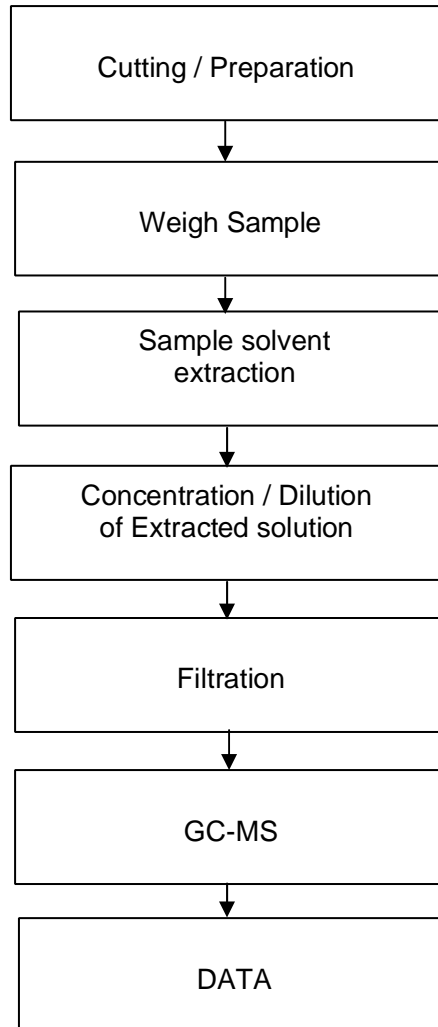 Cutting / Preparation
Weigh Sample
Sample solvent
extraction
Concentration / Dilution
of Extracted solution
Filtration
GC-MS
DATA